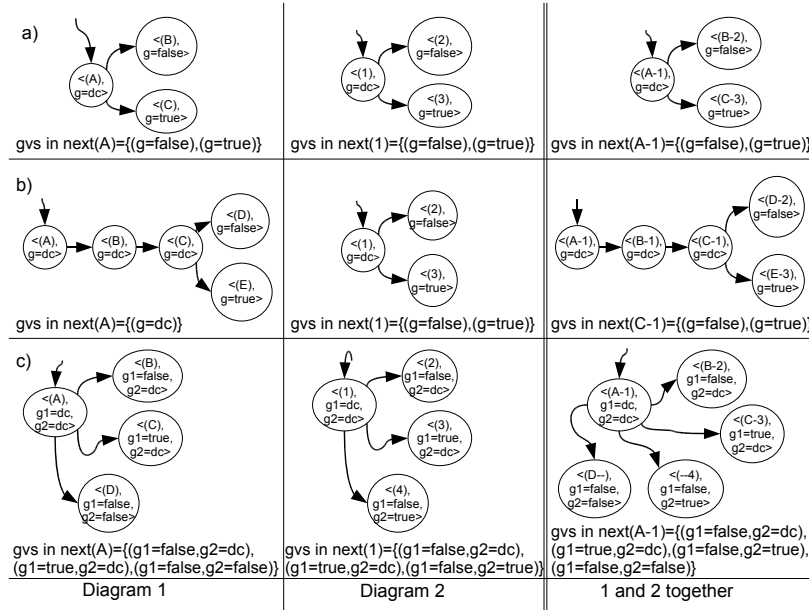 a)
<(A),
g=dc>
<(B),
g=false>
<(C),
g=true>
gvs in next(A)={(g=false),(g=true)}
<(1),
g=dc>
<(2),
g=false>
<(3),
g=true>
gvs in next(1)={(g=false),(g=true)}
<(A-1),
g=dc>
<(B-2),
g=false>
<(C-3),
g=true>
gvs in next(A-1)={(g=false),(g=true)}
b)
<(A),
g=dc>
<(B),
g=dc>
<(C),
g=dc>
<(D),
g=false>
<(E),
g=true>
gvs in next(A)={(g=dc)}
<(1),
g=dc>
<(2),
g=false>
<(3),
g=true>
gvs in next(1)={(g=false),(g=true)}
<(A-1),
g=dc>
<(B-1),
g=dc>
<(C-1),
g=dc>
<(D-2),
g=false>
<(E-3),
g=true>
gvs in next(C-1)={(g=false),(g=true)}
c)
<(A),
g1=dc,
g2=dc>
<(B),
g1=false,
g2=dc>
<(C),
g1=true,
g2=dc>
<(D),
g1=false,
g2=false>
gvs in next(A)={(g1=false,g2=dc),
(g1=true,g2=dc),(g1=false,g2=false)}
<(1),
g1=dc,
g2=dc>
<(2),
g1=false,
g2=dc>
<(3),
g1=true,
g2=dc>
<(4),
g1=false,
g2=true>
gvs in next(1)={(g1=false,g2=dc),
(g1=true,g2=dc),(g1=false,g2=true)}
<(A-1),
g1=dc,
g2=dc>
<(B-2),
g1=false,
g2=dc>
<(C-3),
g1=true,
g2=dc>
<(D--),
g1=false,
g2=false>
<(--4),
g1=false,
g2=true>
gvs in next(A-1)={(g1=false,g2=dc),
(g1=true,g2=dc),(g1=false,g2=true),
(g1=false,g2=false)}
Diagram 1
Diagram 2
1 and 2 together